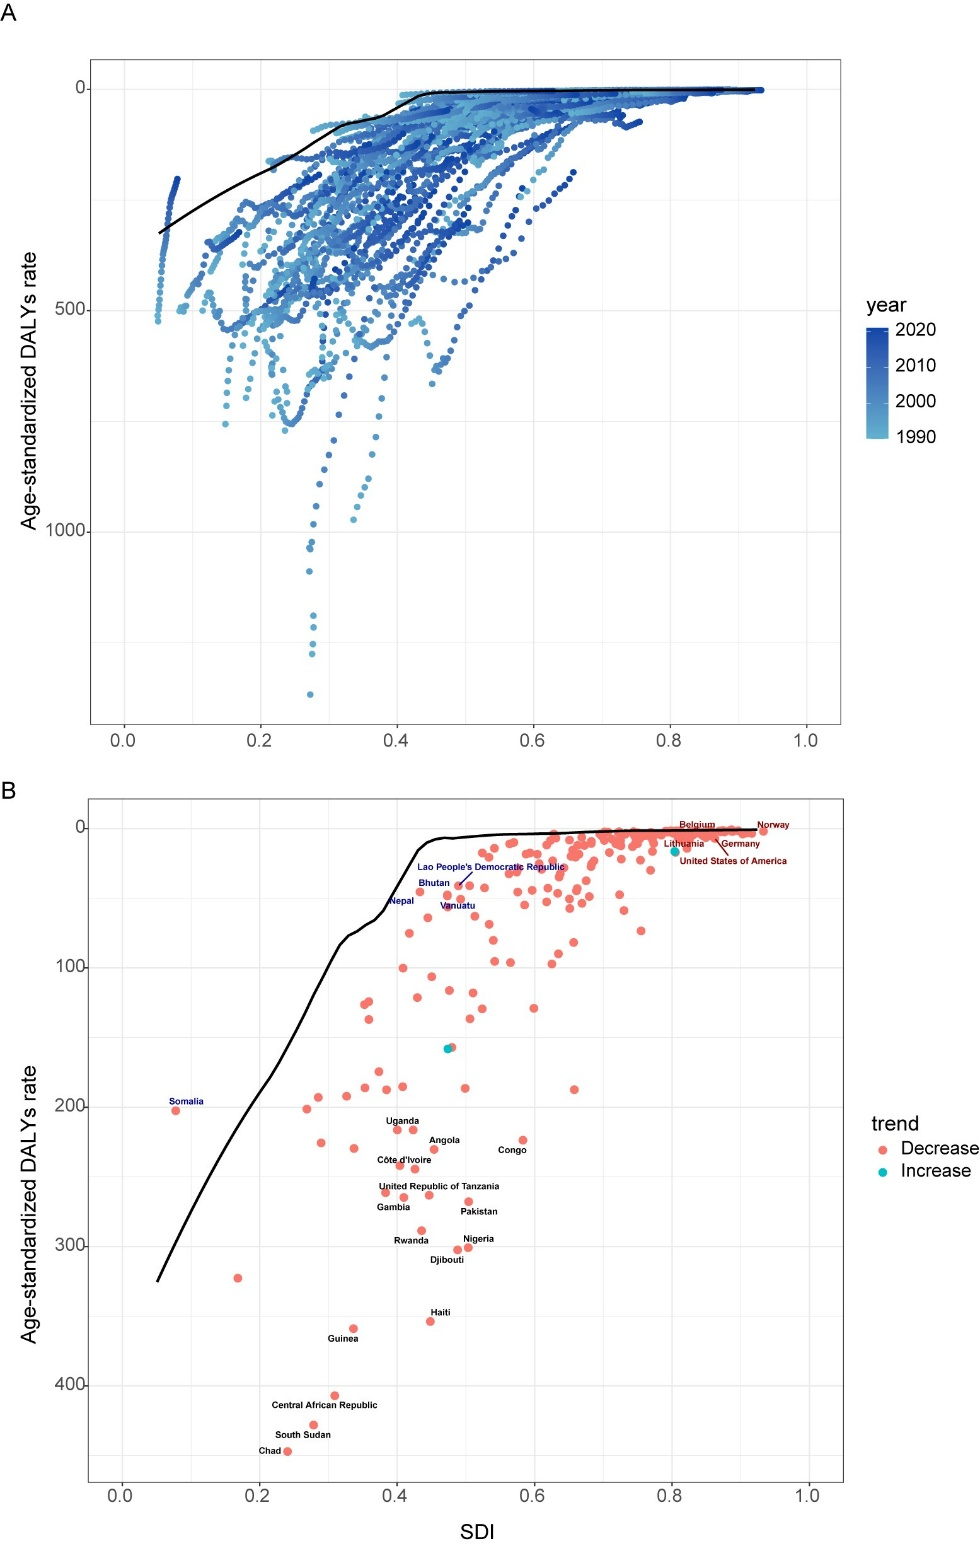 A
0
500
1000
Age-standardized DALYs rate
0.0 0.2 0.4 0.6 0.8 1.0
year
2020
2010
2000
1990
B
0
100
200
300
400
Age-standardized DALYs rate
Belgium
Norway
Lithuania
Germany
United States of America
Lao People's Democratic Republic
Bhutan
Nepal
Vanuatu
Somalia
Uganda
Angola
Congo
Côte d'Ivoire
United Republic of Tanzania
Gambia
Pakistan
Rwanda
Nigeria
Djibouti
Haiti
Guinea
Central African Republic
South Sudan
Chad
0.0 0.2 0.4 0.6 0.8 1.0
SDI
trend
Decrease
Increase